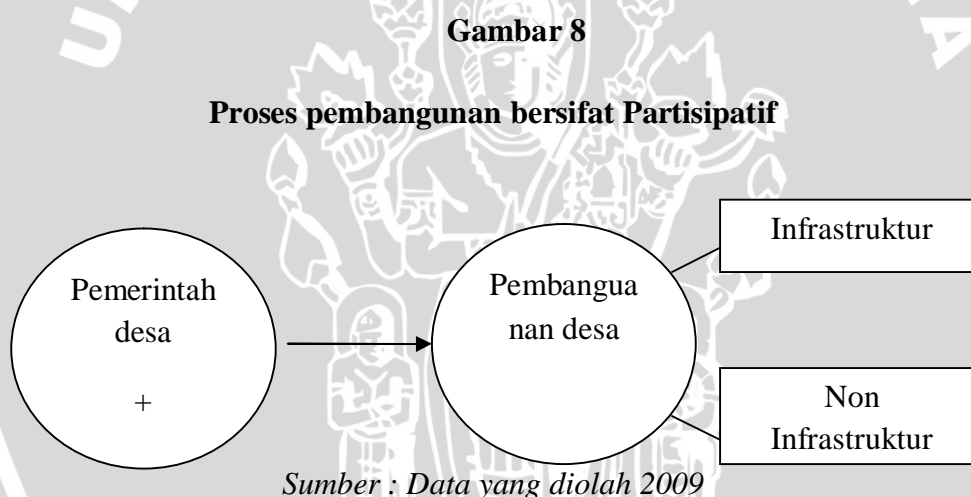 Gambar 8
Proses pembangunan bersifat Partisipatif
Pemerintah
desa
+
Pembangua
nan desa
Infrastruktur
Non
Infrastruktur
Sumber : Data yang diolah 2009